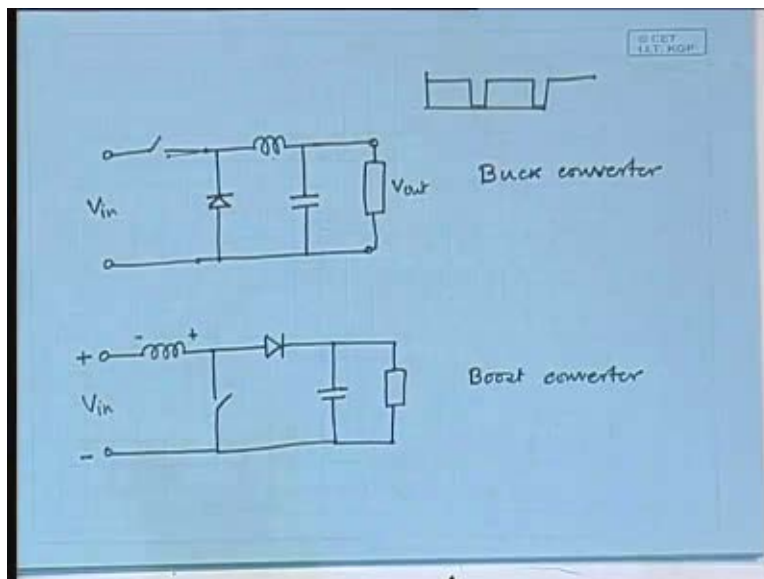 © CET
I.I.T. KGP
Vin
Vout
Buck converter
- +
+
Vin
-
Boost converter